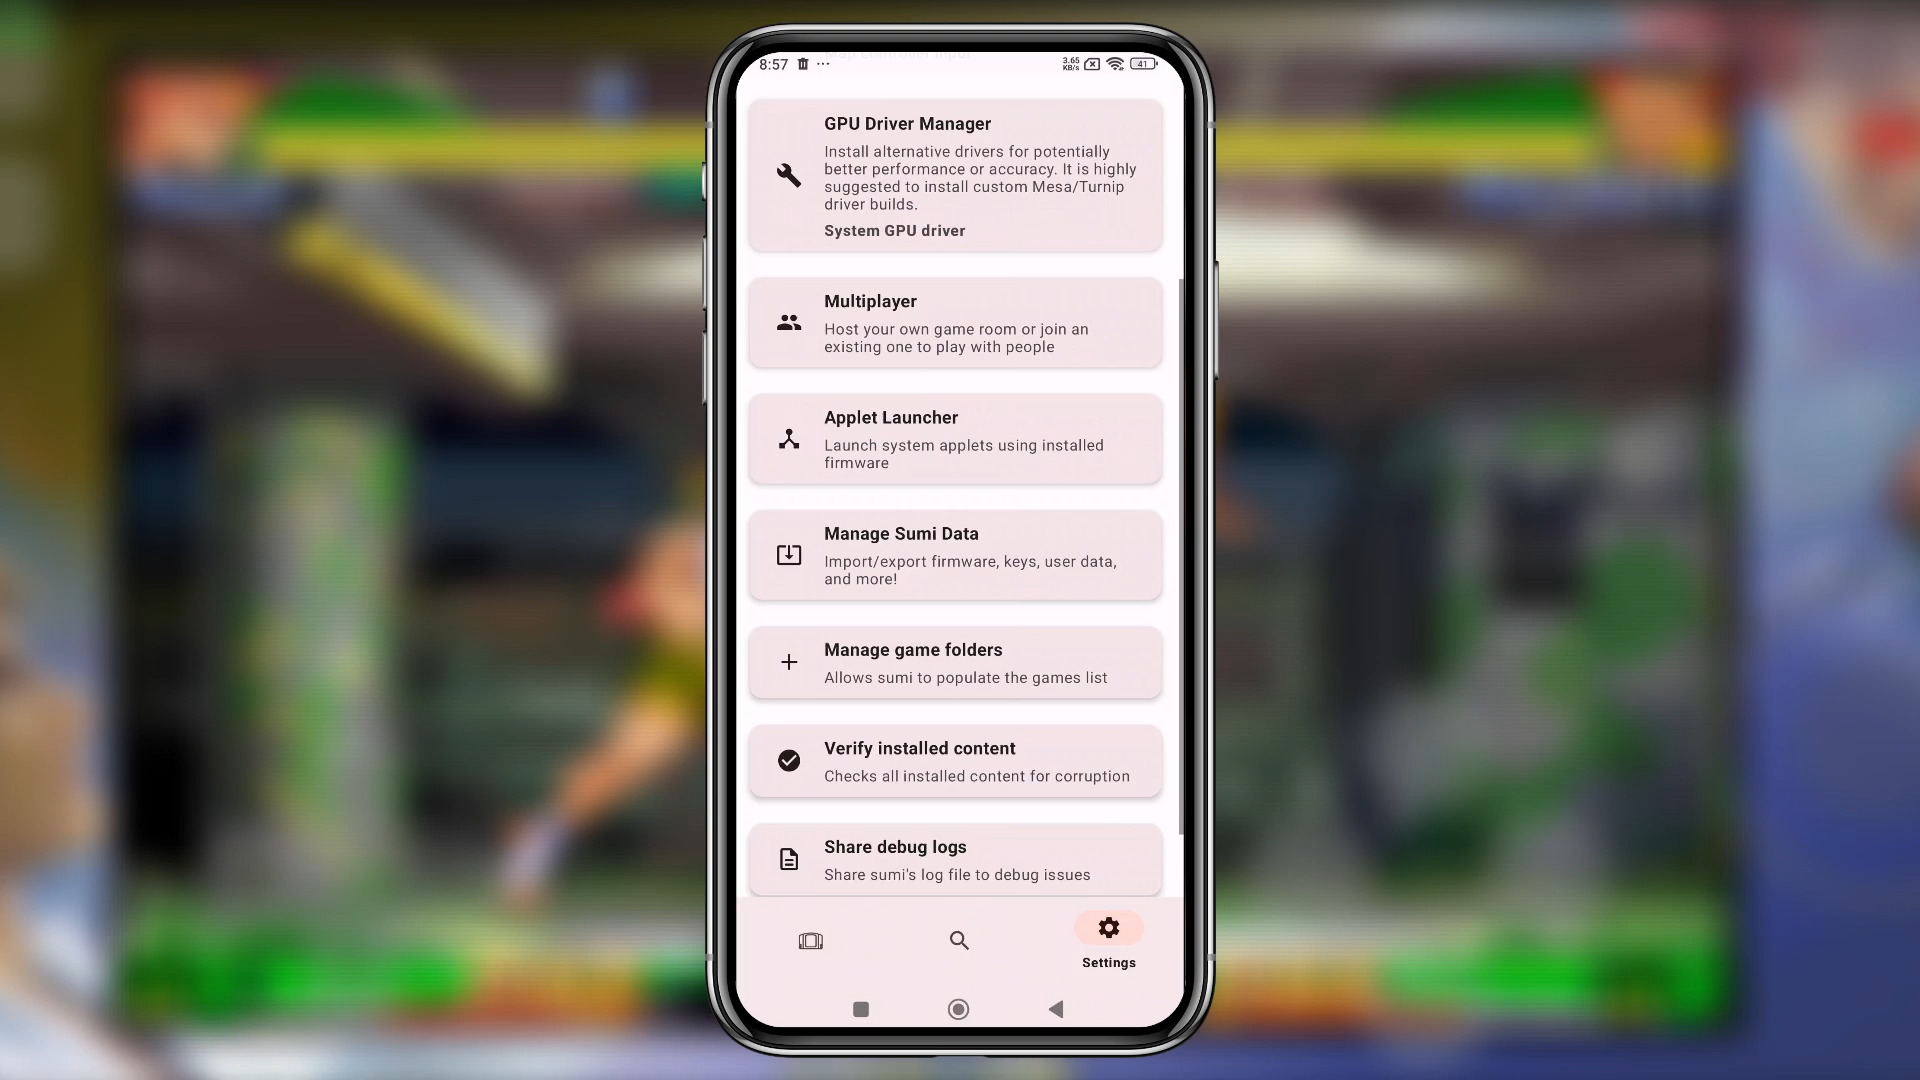 8:57
3.65
KB/s
41
GPU Driver Manager
Install alternative drivers for potentially
better performance or accuracy. It is highly
suggested to install custom Mesa/Turnip
driver builds.
System GPU driver
Multiplayer
Host your own game room or join an
existing one to play with people
Applet Launcher
Launch system applets using installed
firmware
Manage Sumi Data
Import/export firmware, keys, user data,
and more!
Manage game folders
Allows sumi to populate the games list
Verify installed content
Checks all installed content for corruption
Share debug logs
Share sumi's log file to debug issues
Settings